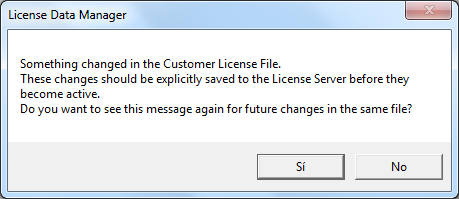 License Data Manager
Something changed in the Customer License File.
These changes should be explicitly saved to the License Server before they
become active.
Do you want to see this message again for future changes in the same file?
Sí
No